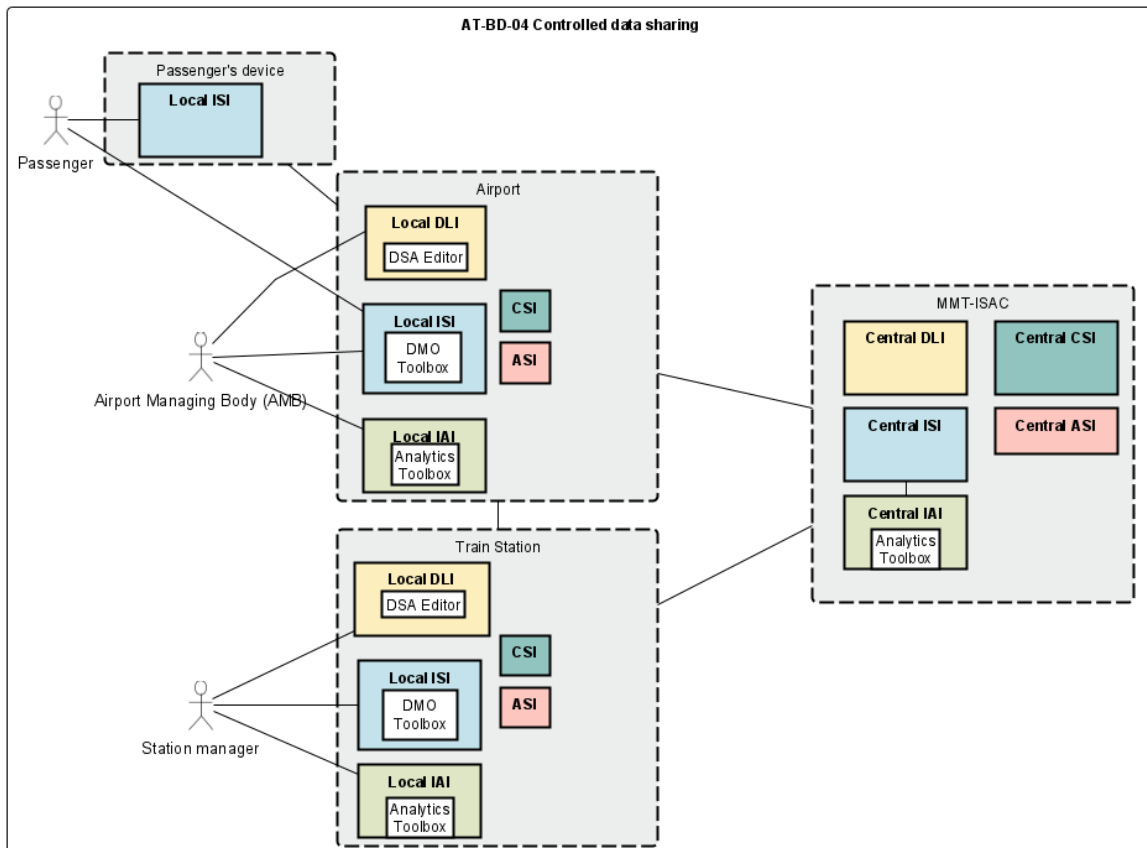 AT-BD-04 Controlled data sharing
Passenger's device
Local ISI
Passenger
Airport
Local DLI
DSA Editor
Local ISI
DMO
Toolbox
CSI
ASI
Airport Managing Body (AMB)
Local IAI
Analytics
Toolbox
MMT-ISAC
Central DLI
Central CSI
Central ISI
Central ASI
Central IAI
Analytics
Toolbox
Train Station
Local DLI
DSA Editor
Local ISI
DMO
Toolbox
CSI
ASI
Station manager
Local IAI
Analytics
Toolbox